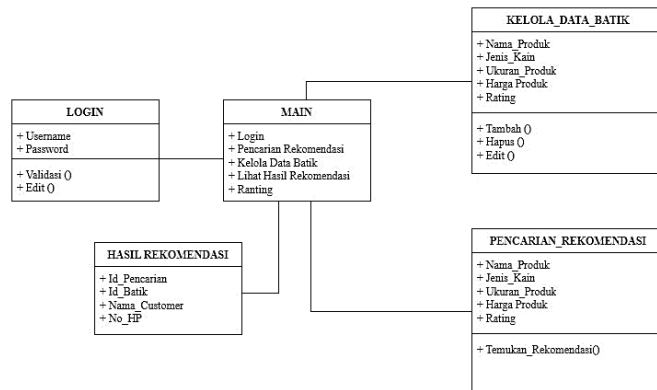 KELOLA_DATA_BATIK
+ Nama_Produk
+ Jenis_Kain
+ Ukuran_Produk
+ Harga Produk
+ Rating
+ Tambah ()
+ Hapus ()
+ Edit ()
LOGIN
+ Username
+ Password
+ Validasi ()
+ Edit ()
MAIN
+ Login
+ Pencarian Rekomendasi
+ Kelola Data Batik
+ Lihat Hasil Rekomendasi
+ Ranting
HASIL REKOMENDASI
+ Id_Pencarian
+ Id_Batik
+ Nama_Customer
+ No_HP
PENCARIAN_REKOMENDASI
+ Nama_Produk
+ Jenis_Kain
+ Ukuran_Produk
+ Harga Produk
+ Rating
+ Temukan_Rekomendasi()